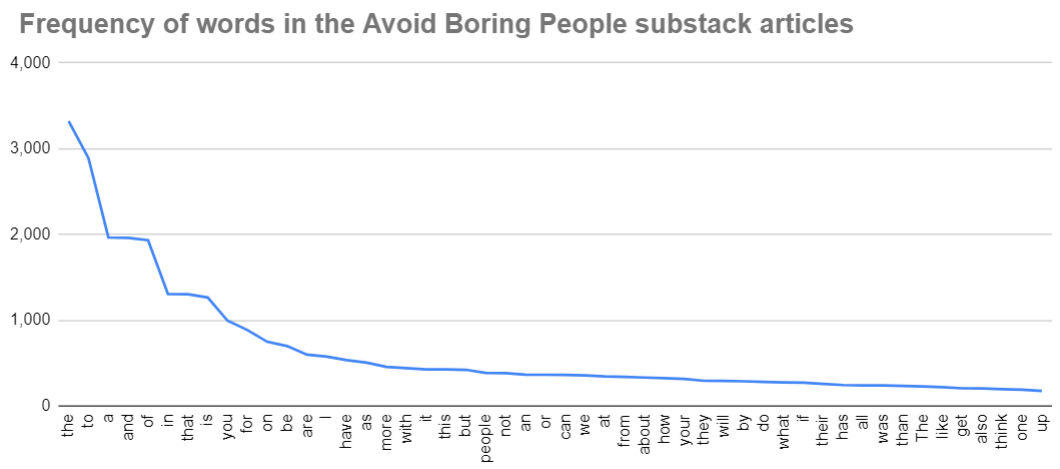 Frequency of words in the Avoid Boring People substack articles
4,000
3,000
2,000
1,000
0
the
to
a
and
of
in
that
is
you
for
on
be
are
I
have
as
more
with
it
this
but
people
not
an
or
can
we
at
from
about
how
your
they
will
by
do
what
if
their
has
all
was
than
The
like
get
also
think
one
up